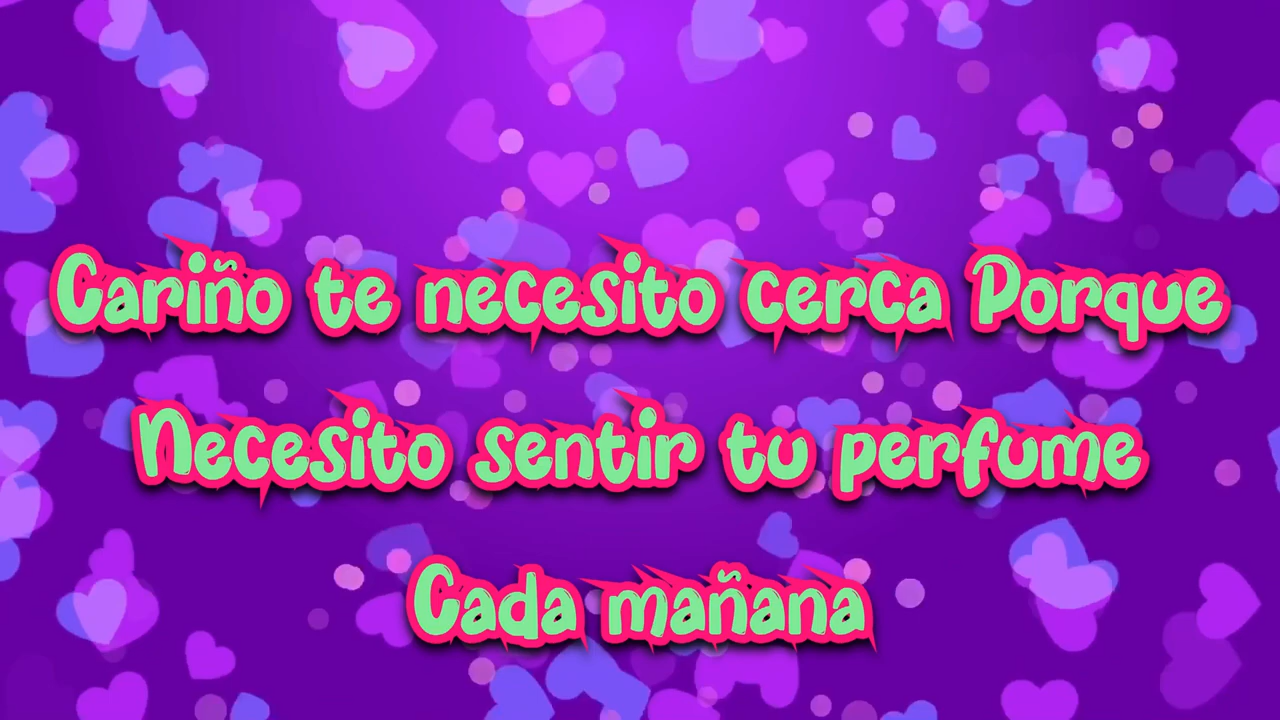 Cariño te necesito cerca Porque
Necesito sentir tu perfume
Cada mañana